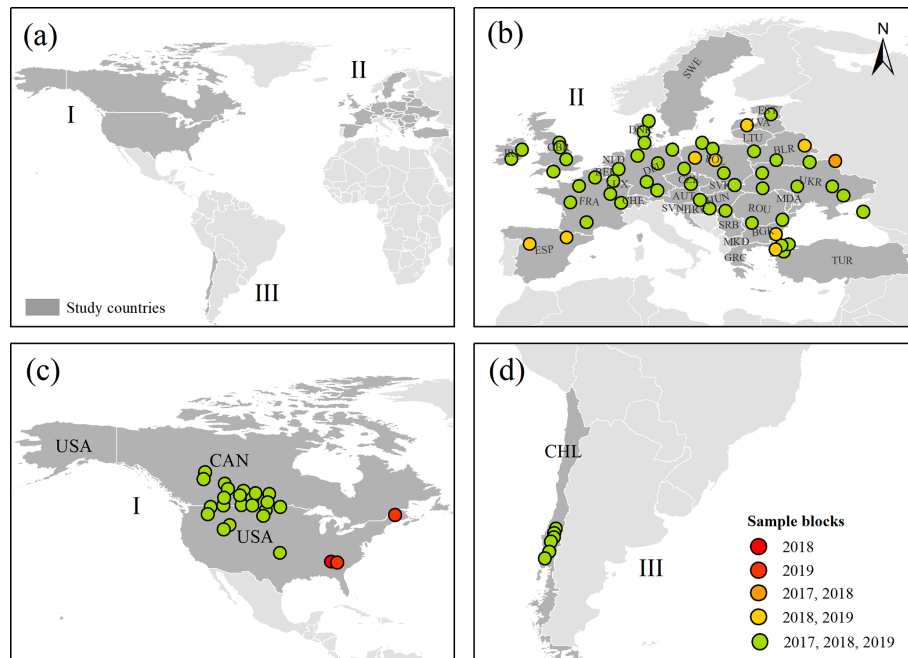 (a)
II
I
III
Study countries
(b)
N
II
SWE
EST
LVA
LTU
DNK
BLR
IRL
GBR
NLD
DEU
BEL
LUX
CZE
SVK
UKR
FRA
CHE
AUT
HUN
MDA
SVN
HRV
ROU
SRB
BGR
ESP
MKD
GRC
TUR
(c)
USA
CAN
I
USA
(d)
CHL
III
Sample blocks
2018
2019
2017, 2018
2018, 2019
2017, 2018, 2019